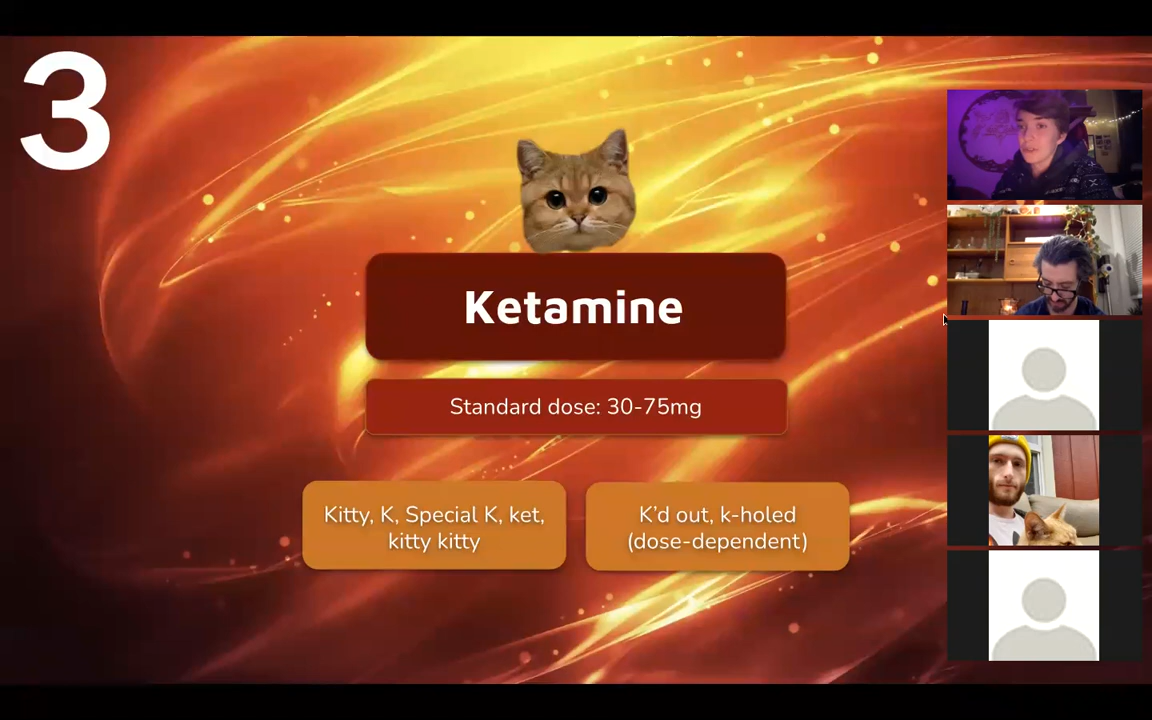 3
Ketamine
Standard dose: 30-75mg
Kitty, K, Special K, ket,
kitty kitty
K’d out, k-holed
(dose-dependent)